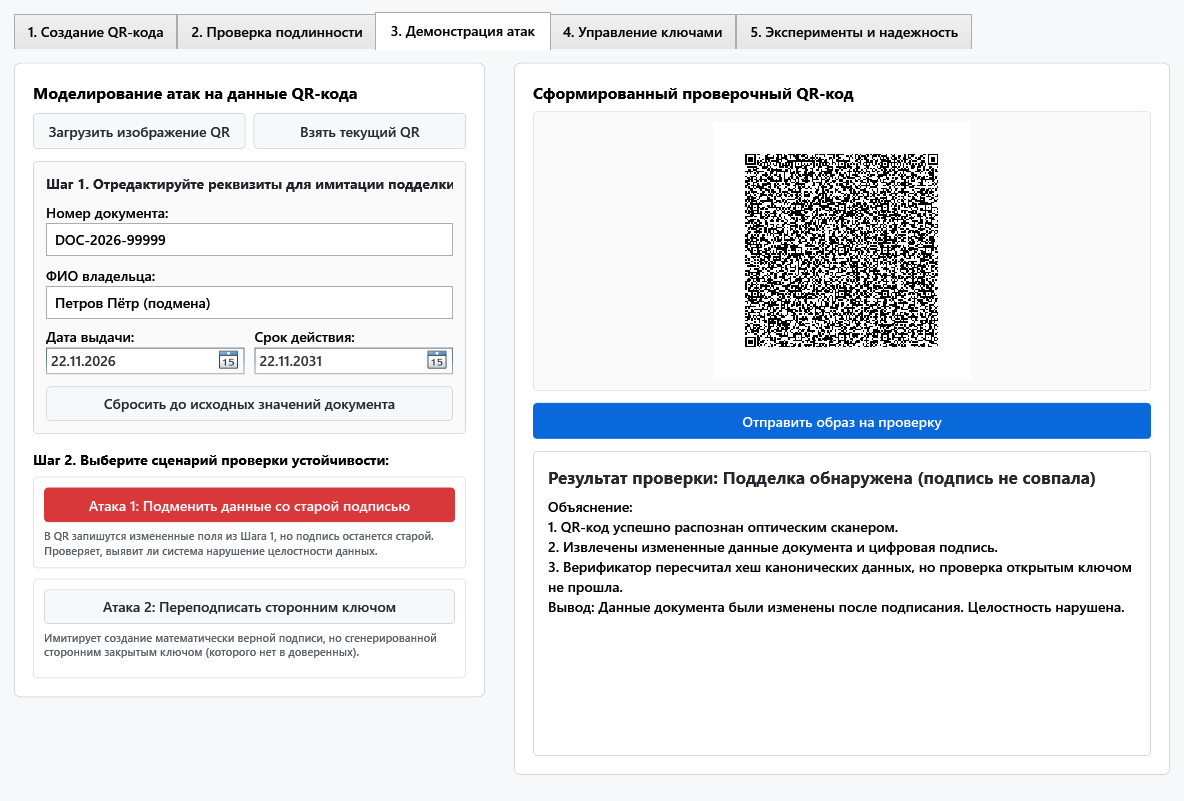 1. Создание QR-кода
2. Проверка подлинности
3. Демонстрация атак
4. Управление ключами
5. Эксперименты и надежность
Моделирование атак на данные QR-кода
Загрузить изображение QR
Взять текущий QR
Шаг 1. Отредактируйте реквизиты для имитации подделки
Номер документа:
DOC-2026-99999
ФИО владельца:
Петров Пётр (подмена)
Дата выдачи:
Срок действия:
22.11.2026
15
22.11.2031
15
Сбросить до исходных значений документа
Шаг 2. Выберите сценарий проверки устойчивости:
Атака 1: Подменить данные со старой подписью
В QR запишутся измененные поля из Шага 1, но подпись останется старой.
Проверяет, выявит ли система нарушение целостности данных.
Атака 2: Переподписать сторонним ключом
Имитирует создание математически верной подписи, но сгенерированной
сторонним закрытым ключом (которого нет в доверенных).
Сформированный проверочный QR-код
Отправить образ на проверку
Результат проверки: Подделка обнаружена (подпись не совпала)
Объяснение:
1. QR-код успешно распознан оптическим сканером.
2. Извлечены измененные данные документа и цифровая подпись.
3. Верификатор пересчитал хеш канонических данных, но проверка открытым ключом
не прошла.
Вывод: Данные документа были изменены после подписания. Целостность нарушена.